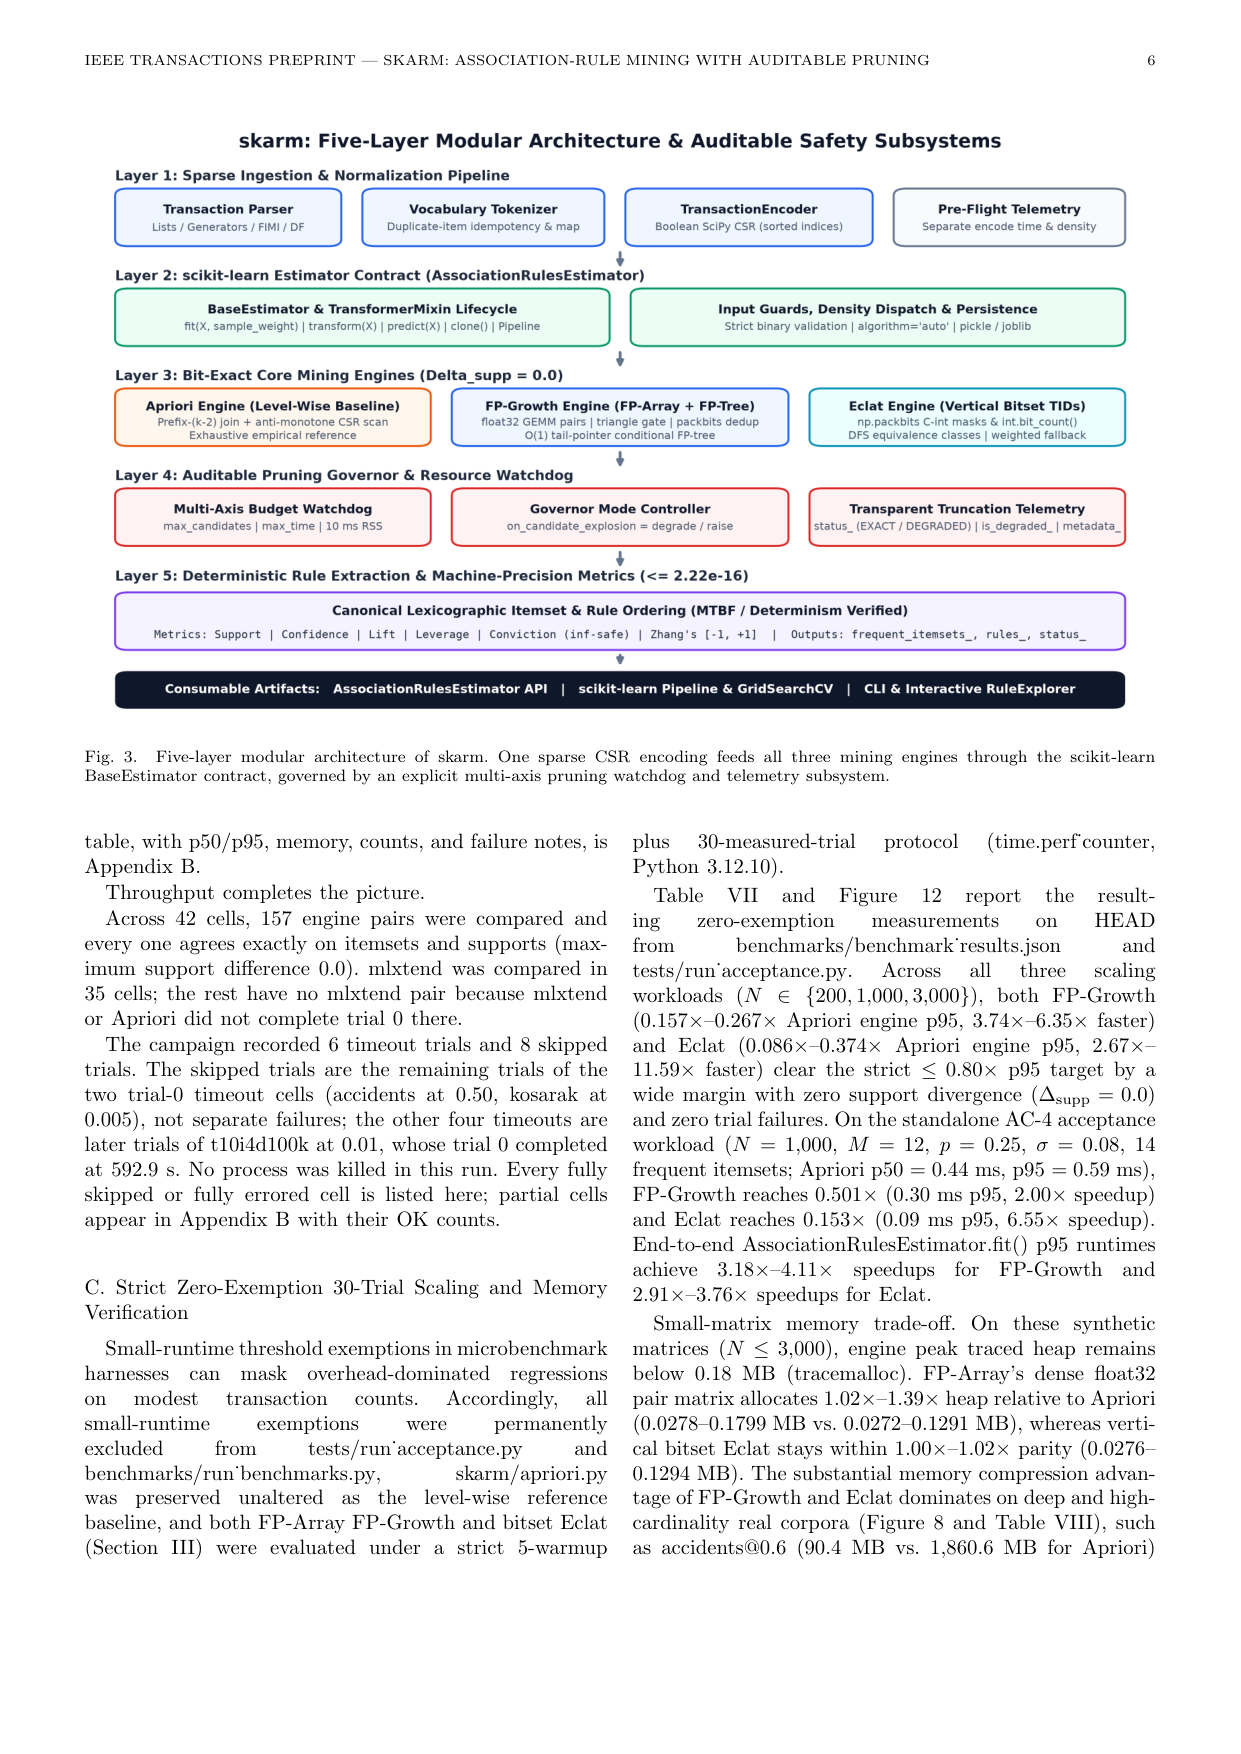 IEEE TRANSACTIONS PREPRINT — SKARM: ASSOCIATION-RULE MINING WITH AUDITABLE PRUNING 6
skarm: Five-Layer Modular Architecture & Auditable Safety Subsystems
Layer 1: Sparse Ingestion & Normalization Pipeline
Transaction Parser
Lists / Generators / FIMI / DF
Vocabulary Tokenizer
Duplicate-item idempotency & map
TransactionEncoder
Boolean SciPy CSR (sorted indices)
Pre-Flight Telemetry
Separate encode time & density
Layer 2: scikit-learn Estimator Contract (AssociationRulesEstimator)
BaseEstimator & TransformerMixin Lifecycle
fit(X, sample_weight) | transform(X) | predict(X) | clone() | Pipeline
Input Guards, Density Dispatch & Persistence
Strict binary validation | algorithm='auto' | pickle / joblib
Layer 3: Bit-Exact Core Mining Engines (Delta_supp = 0.0)
Apriori Engine (Level-Wise Baseline)
Prefix-(k-2) join + anti-monotone CSR scan
Exhaustive empirical reference
FP-Growth Engine (FP-Array + FP-Tree)
float32 GEMM pairs | triangle gate | packbits dedup
O(1) tail-pointer conditional FP-tree
Eclat Engine (Vertical Bitset TIDs)
np.packbits C-int masks & int.bit_count()
DFS equivalence classes | weighted fallback
Layer 4: Auditable Pruning Governor & Resource Watchdog
Multi-Axis Budget Watchdog
max_candidates | max_time | 10 ms RSS
Governor Mode Controller
on_candidate_explosion = degrade / raise
Transparent Truncation Telemetry
status_ (EXACT / DEGRADED) | is_degraded_ | metadata_
Layer 5: Deterministic Rule Extraction & Machine-Precision Metrics (<= 2.22e-16)
Canonical Lexicographic Itemset & Rule Ordering (MTBF / Determinism Verified)
Metrics: Support | Confidence | Lift | Leverage | Conviction (inf-safe) | Zhang's [-1, +1] | Outputs: frequent_itemsets_, rules_, status_
Consumable Artifacts: AssociationRulesEstimator API | scikit-learn Pipeline & GridSearchCV | CLI & Interactive RuleExplorer
Fig. 3. Five-layer modular architecture of skarm. One sparse CSR encoding feeds all three mining engines through the scikit-learn
BaseEstimator contract, governed by an explicit multi-axis pruning watchdog and telemetry subsystem.
table, with p50/p95, memory, counts, and failure notes, is
Appendix B.
Throughput completes the picture.
Across 42 cells, 157 engine pairs were compared and
every one agrees exactly on itemsets and supports (max-
imum support difference 0.0). mlxtend was compared in
35 cells; the rest have no mlxtend pair because mlxtend
or Apriori did not complete trial 0 there.
The campaign recorded 6 timeout trials and 8 skipped
trials. The skipped trials are the remaining trials of the
two trial-0 timeout cells (accidents at 0.50, kosarak at
0.005), not separate failures; the other four timeouts are
later trials of t10i4d100k at 0.01, whose trial 0 completed
at 592.9 s. No process was killed in this run. Every fully
skipped or fully errored cell is listed here; partial cells
appear in Appendix B with their OK counts.
C. Strict Zero-Exemption 30-Trial Scaling and Memory
Verification
Small-runtime threshold exemptions in microbenchmark
harnesses can mask overhead-dominated regressions
on modest transaction counts. Accordingly, all
small-runtime exemptions were permanently
excluded from tests/run˙acceptance.py and
benchmarks/run˙benchmarks.py, skarm/apriori.py
was preserved unaltered as the level-wise reference
baseline, and both FP-Array FP-Growth and bitset Eclat
(Section III) were evaluated under a strict 5-warmup
plus 30-measured-trial protocol (time.perf˙counter,
Python 3.12.10).
Table VII and Figure 12 report the result-
ing zero-exemption measurements on HEAD
from benchmarks/benchmark˙results.json and
tests/run˙acceptance.py. Across all three scaling
workloads (N ∈ {200, 1,000, 3,000}), both FP-Growth
(0.157×–0.267× Apriori engine p95, 3.74×–6.35× faster)
and Eclat (0.086×–0.374× Apriori engine p95, 2.67×–
11.59× faster) clear the strict ≤ 0.80× p95 target by a
wide margin with zero support divergence (Δsupp = 0.0)
and zero trial failures. On the standalone AC-4 acceptance
workload (N = 1,000, M = 12, p = 0.25, σ = 0.08, 14
frequent itemsets; Apriori p50 = 0.44 ms, p95 = 0.59 ms),
FP-Growth reaches 0.501× (0.30 ms p95, 2.00× speedup)
and Eclat reaches 0.153× (0.09 ms p95, 6.55× speedup).
End-to-end AssociationRulesEstimator.fit() p95 runtimes
achieve 3.18×–4.11× speedups for FP-Growth and
2.91×–3.76× speedups for Eclat.
Small-matrix memory trade-off. On these synthetic
matrices (N ≤ 3,000), engine peak traced heap remains
below 0.18 MB (tracemalloc). FP-Array's dense float32
pair matrix allocates 1.02×–1.39× heap relative to Apriori
(0.0278–0.1799 MB vs. 0.0272–0.1291 MB), whereas verti-
cal bitset Eclat stays within 1.00×–1.02× parity (0.0276–
0.1294 MB). The substantial memory compression advan-
tage of FP-Growth and Eclat dominates on deep and high-
cardinality real corpora (Figure 8 and Table VIII), such
as accidents@0.6 (90.4 MB vs. 1,860.6 MB for Apriori)